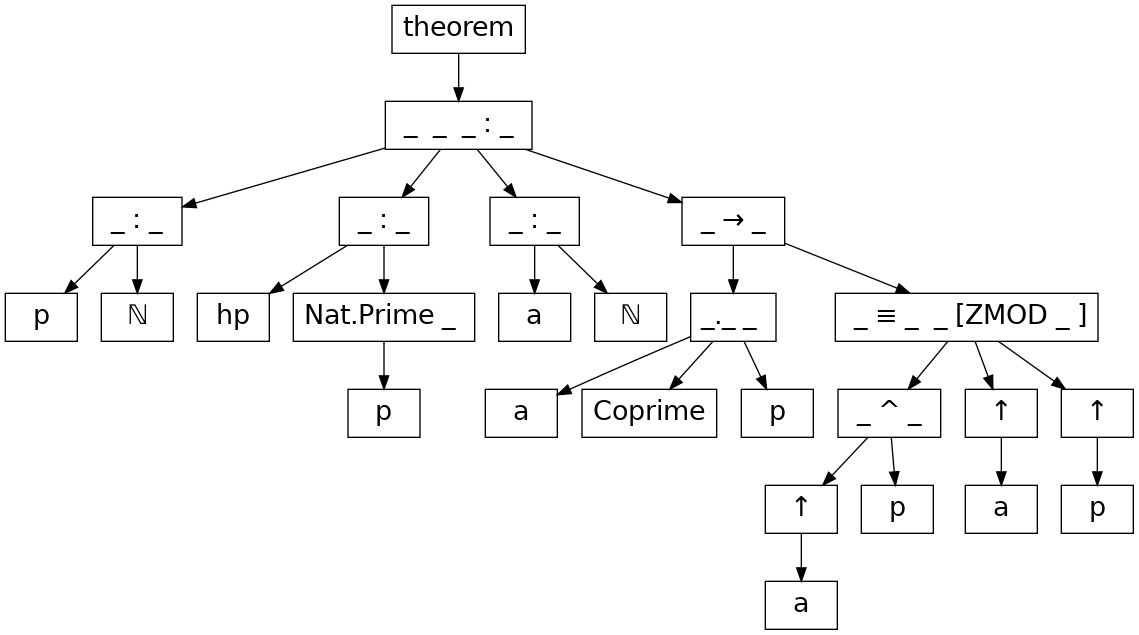 theorem
_ _ _ : _
_ : _
_ : _
_ : _
_ → _
p
ℕ
hp
Nat.Prime _
a
ℕ
_._ _
_ ≡ _ _ [ZMOD _ ]
p
a
Coprime
p
_ ^ _
↑
↑
↑
p
a
p
a